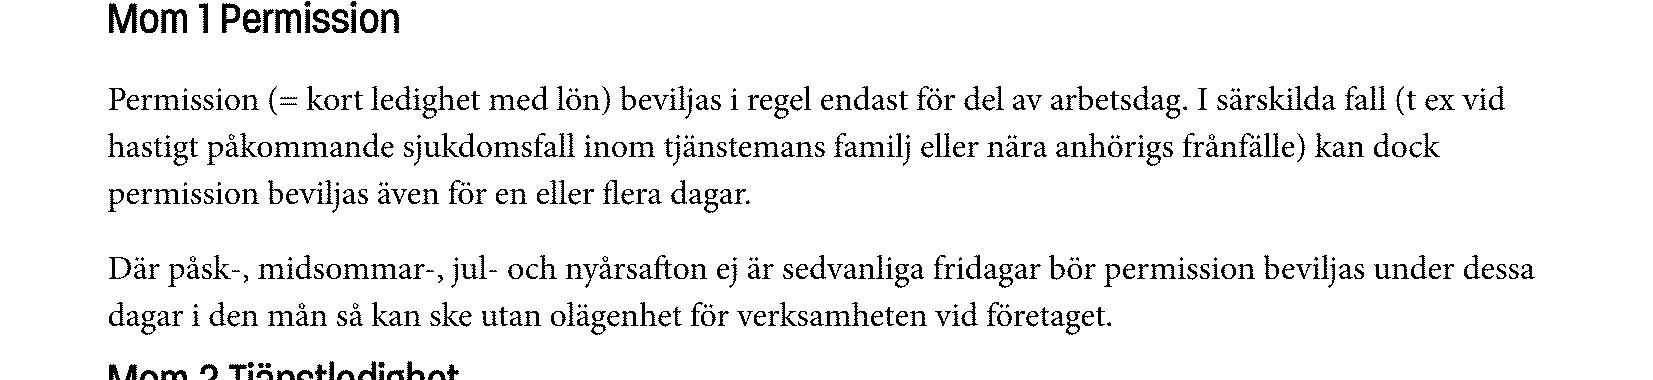 Mom 1 Permission
Permission (= kort ledighet med lön) beviljas i regel endast för del av arbetsdag. I särskilda fall (t ex vid
hastigt påkommande sjukdomsfall inom tjänstemans familj eller nära anhörigs frånfälle) kan dock
permission beviljas även för en eller flera dagar.
Där påsk-, midsommar-, jul- och nyårsafton ej är sedvanliga fridagar bör permission beviljas under dessa
dagar i den mån så kan ske utan olägenhet för verksamheten vid företaget.
Mom 2 Tjänstledighet